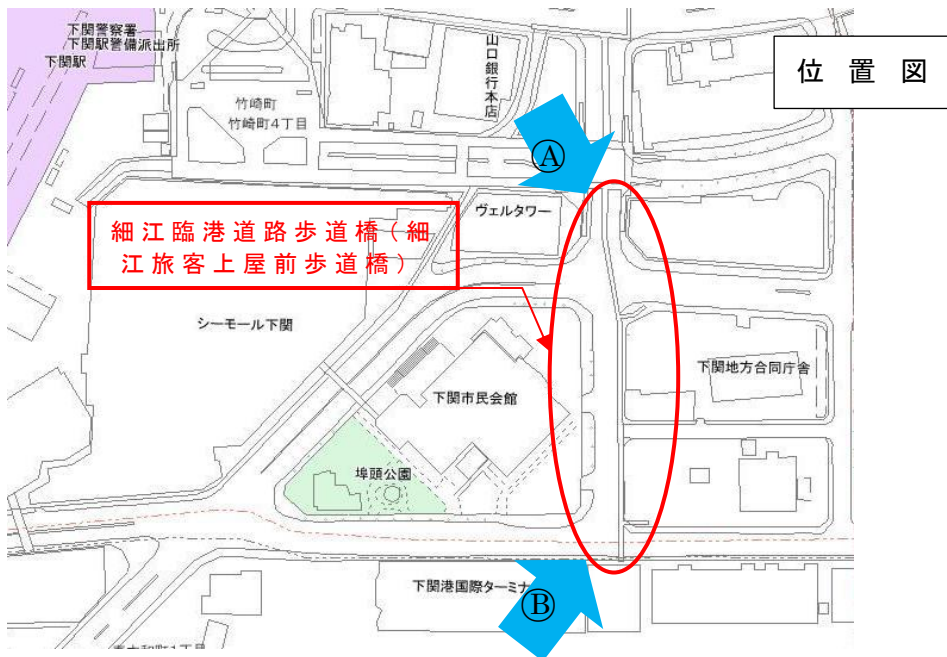 下関警察署
下関駅警備派出所
下関駅
山口銀行本店
位置図
竹崎町
竹崎町4丁目
Ⓐ
ヴェルタワー
細江臨港道路歩道橋（細
江旅客上屋前歩道橋）
シーモール下関
下関地方合同庁舎
下関市民会館
埠頭公園
下関港国際ターミナ
Ⓑ